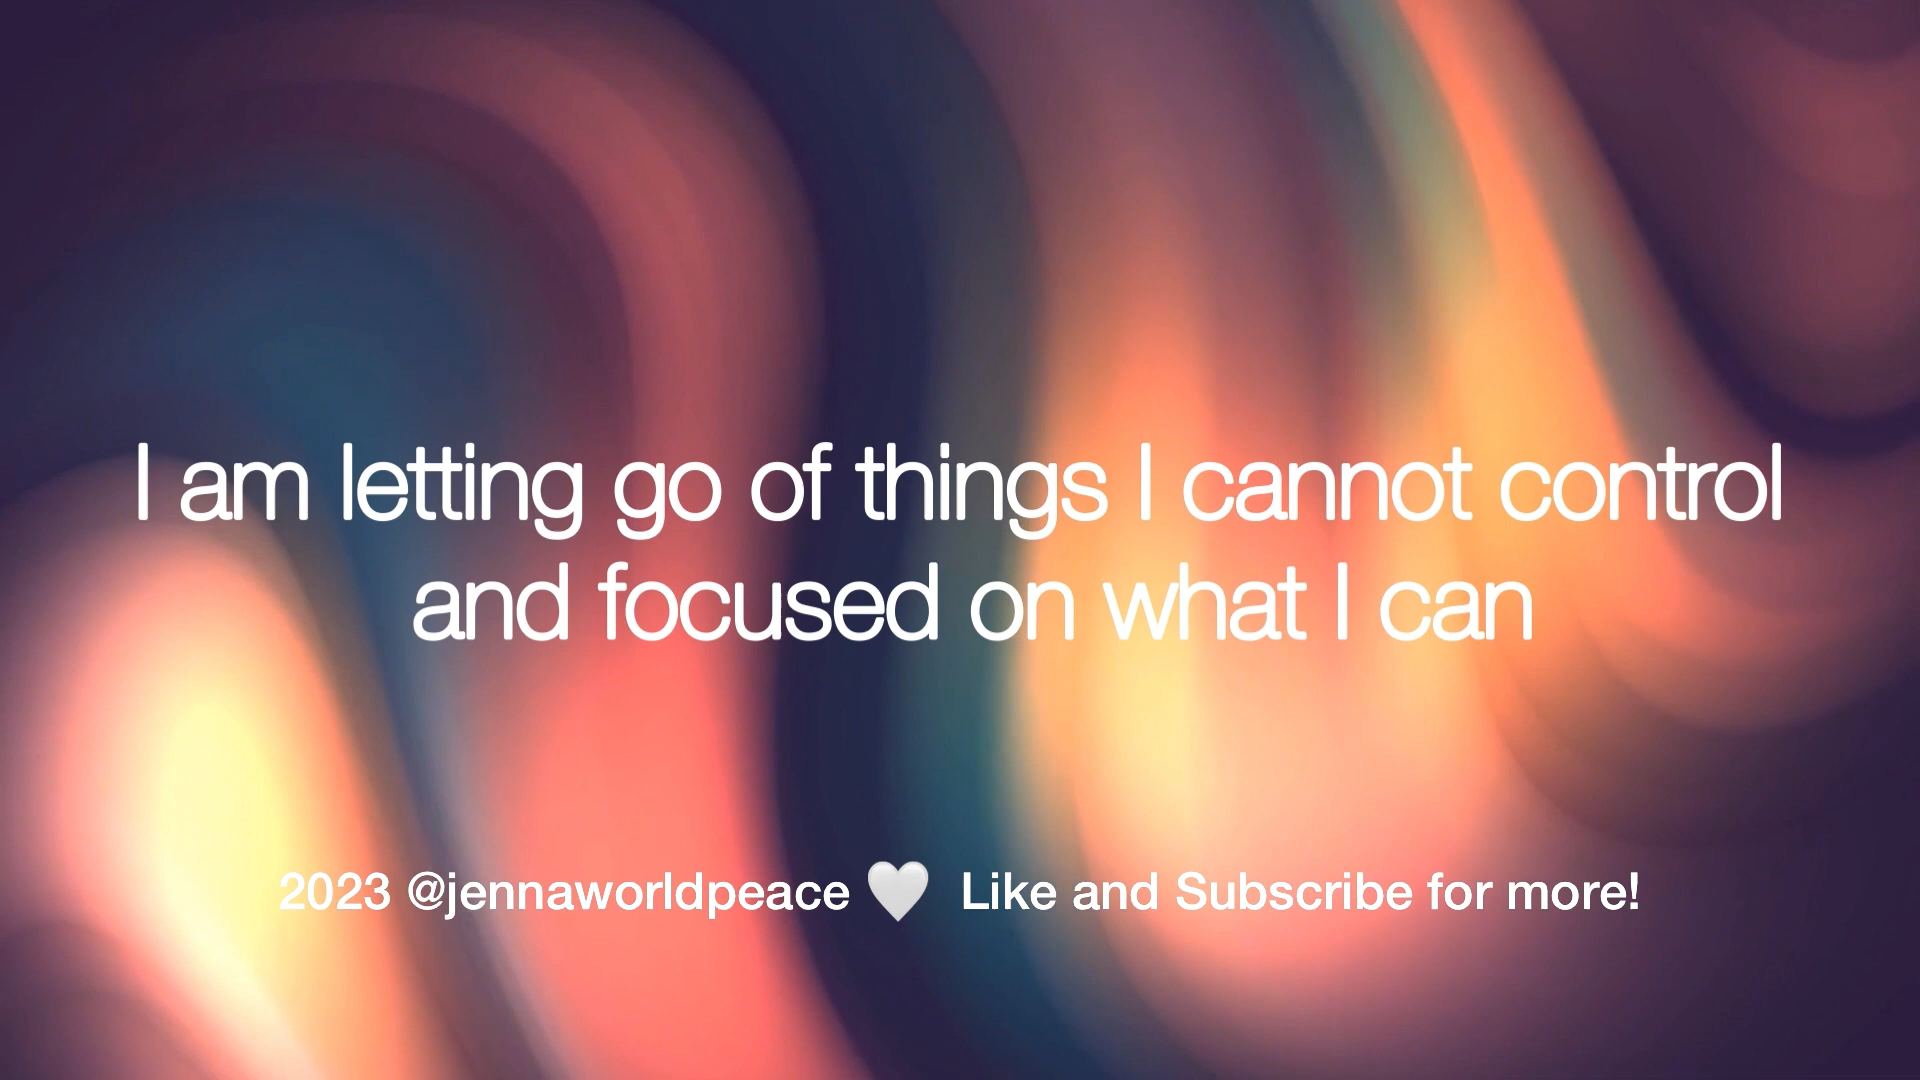 I am letting go of things I cannot control
and focused on what I can
2023 @jennaworldpeace 🤍 Like and Subscribe for more!